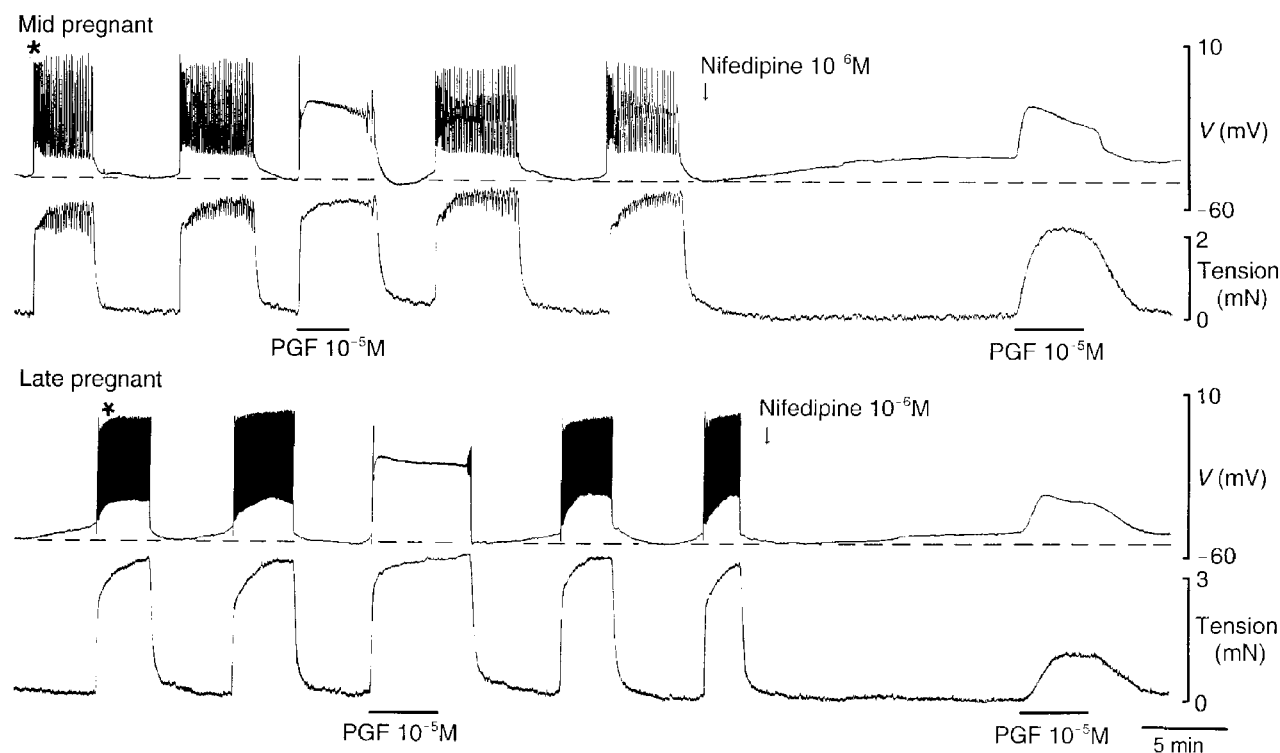 Mid pregnant
*
Nifedipine 10⁻⁶M
10
V (mV)
-60
2
Tension
(mN)
0
PGF 10⁻⁵M
PGF 10⁻⁵M
Late pregnant
*
Nifedipine 10⁻⁶M
10
V (mV)
-60
3
Tension
(mN)
0
PGF 10⁻⁵M
PGF 10⁻⁵M
5 min